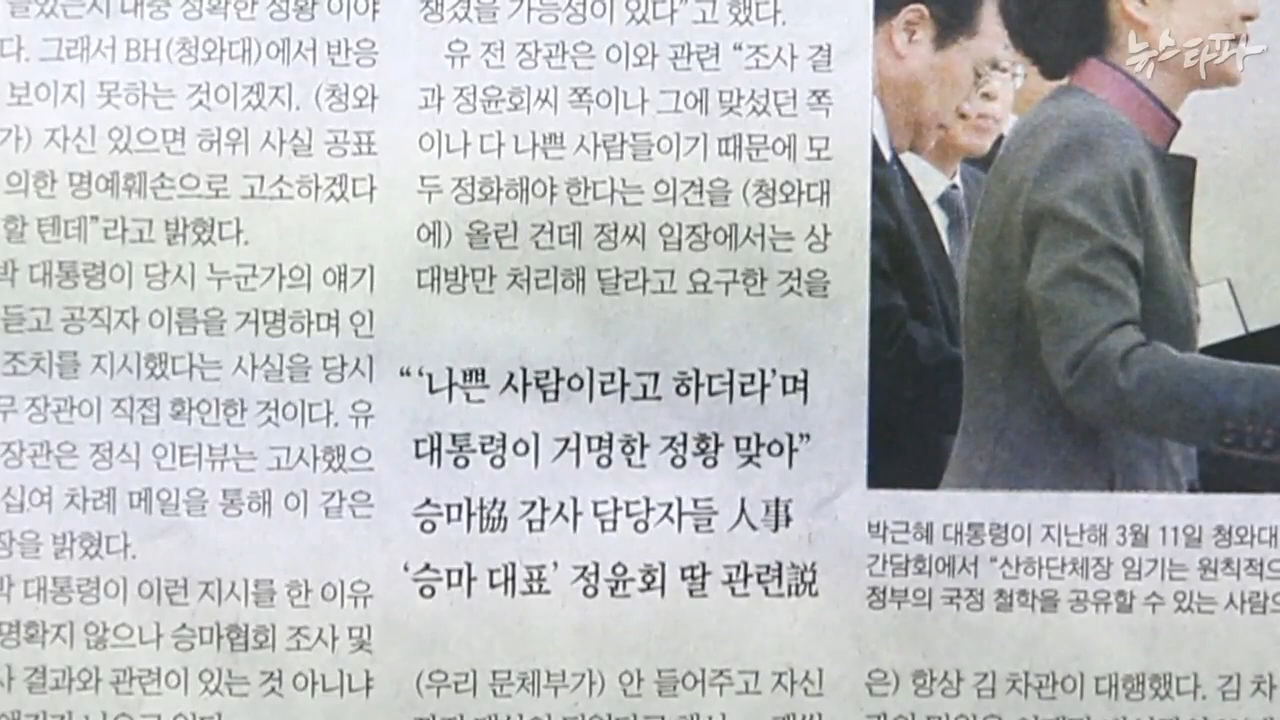 들었는지 대충 정확한 정황 이야
다. 그래서 BH(청와대)에서 반응
보이지 못하는 것이겠지. (청와
가) 자신 있으면 허위 사실 공표
의한 명예훼손으로 고소하겠다
할 텐데”라고 밝혔다.
박 대통령이 당시 누군가의 얘기
듣고 공직자 이름을 거명하며 인
조치를 지시했다는 사실을 당시
무 장관이 직접 확인한 것이다. 유
장관은 정식 인터뷰는 고사했으
십여 차례 메일을 통해 이 같은
장을 밝혔다.
박 대통령이 이런 지시를 한 이유
명확지 않으나 승마협회 조사 및
사 결과와 관련이 있는 것 아니냐
챙겼을 가능성이 있다”고 했다.
유 전 장관은 이와 관련 “조사 결
과 정윤회씨 쪽이나 그에 맞섰던 쪽
이나 다 나쁜 사람들이기 때문에 모
두 정화해야 한다는 의견을 (청와대
에) 올린 건데 정씨 입장에서는 상
대방만 처리해 달라고 요구한 것을
“‘나쁜 사람이라고 하더라’며
대통령이 거명한 정황 맞아”
승마協 감사 담당자들 人事
‘승마 대표’ 정윤회 딸 관련說
(우리 문체부가) 안 들어주고 자신
뉴스타파
박근혜 대통령이 지난해 3월 11일 청와대
간담회에서 “산하단체장 임기는 원칙적으
정부의 국정 철학을 공유할 수 있는 사람으
은) 항상 김 차관이 대행했다. 김 차